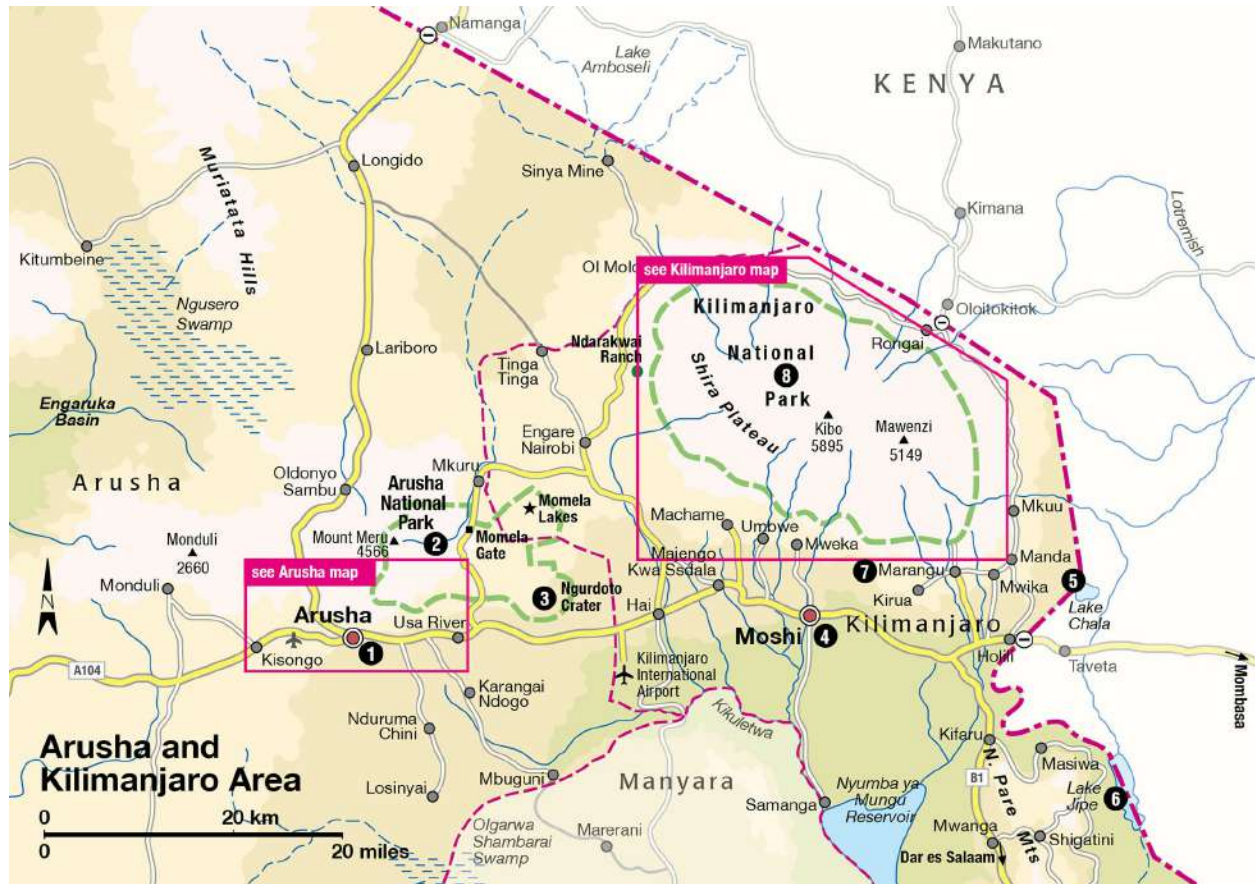 Namanga
Lake
Amboseli
Makutano
KENYA
Longido
Sinya Mine
Muriatata Hills
Kimana
Lotremish
Kitumbeine
Ngusero
Swamp
Ol Molo
see Kilimanjaro map
Kilimanjaro
National
Park
8
Oloitokitok
Rongai
Ndarakwai
Ranch
Lariboro
Tinga
Tinga
Shira Plateau
Engaruka
Basin
Kibo
5895
Mawenzi
5149
Engare
Nairobi
Arusha
Oldonyo
Sambu
Mkuru
Arusha
National
Park
2
Momela
Lakes
Machame
Umbwe
Mweka
Mkuu
Monduli
2660
Mount Meru
4566
Momela
Gate
Majengo
Kwa Ssdala
7
Marangu
Manda
Mwika
5
Lake
Chala
see Arusha map
Monduli
Ngurdoto
Crater
3
Kirua
Arusha
1
Usa River
Hai
Moshi
4
Kilimanjaro
Holili
Taveta
Kisongo
A104
Kilimanjaro
International
Airport
Mombasa
Karangai
Ndogo
Nduruma
Chini
Kikuletwa
Kifaru
Masiwa
Arusha and
Kilimanjaro Area
Losinyai
Mbuguni
Manyara
B1
N. Pare Mts
Lake
Jipe
6
0
20 km
0
20 miles
Samanga
Nyumba ya
Mungu
Reservoir
Mwanga
Shigatini
Olgarwa
Shambarai
Swamp
Marerani
Dar es Salaam
N